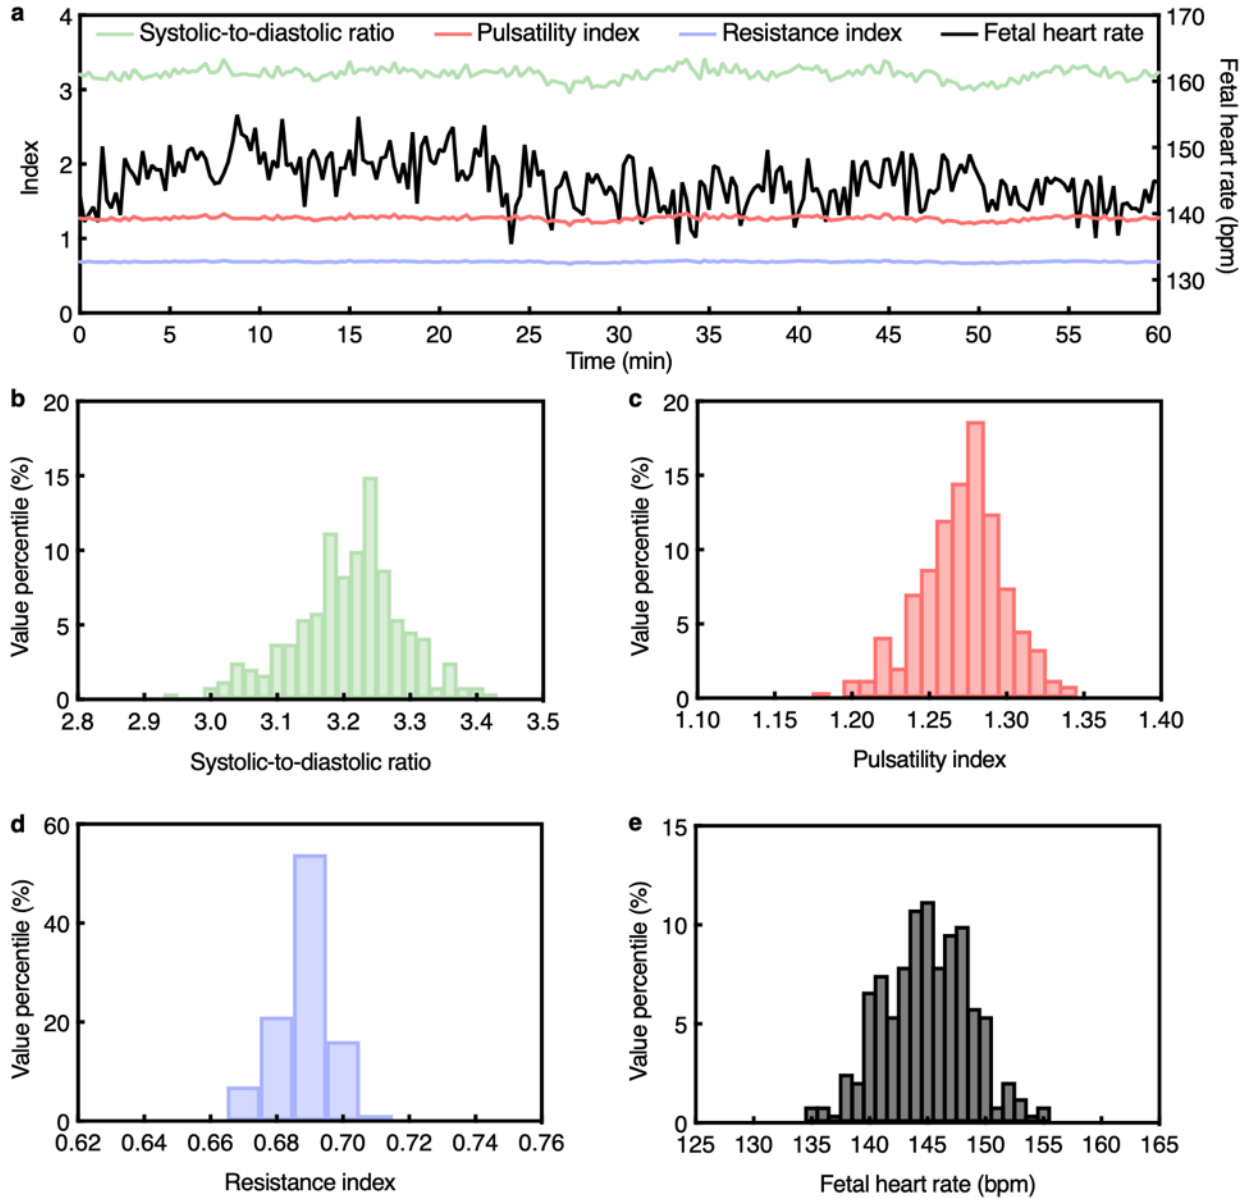 a
Systolic-to-diastolic ratio Pulsatility index Resistance index Fetal heart rate
4
3
2
1
0
Index
170
160
150
140
130
Fetal heart rate (bpm)
0 5 10 15 20 25 30 35 40 45 50 55 60
Time (min)
b
20
15
10
5
0
Value percentile (%)
2.8 2.9 3.0 3.1 3.2 3.3 3.4 3.5
Systolic-to-diastolic ratio
c
20
15
10
5
0
Value percentile (%)
1.10 1.15 1.20 1.25 1.30 1.35 1.40
Pulsatility index
d
60
40
20
0
Value percentile (%)
0.62 0.64 0.66 0.68 0.70 0.72 0.74 0.76
Resistance index
e
15
10
5
0
Value percentile (%)
125 130 135 140 145 150 155 160 165
Fetal heart rate (bpm)